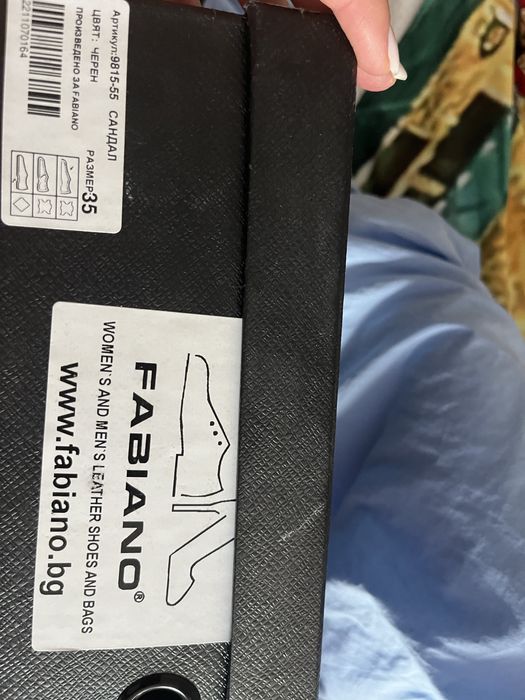 Артикул:9815-55 САНДАЛ
ЦВЯТ: ЧЕРЕН
ПРОИЗВЕДЕНО ЗА FABIANO
РАЗМЕР35
2211070164
FABIANO®
WOMEN'S AND MEN'S LEATHER SHOES AND BAGS
www.fabiano.bg